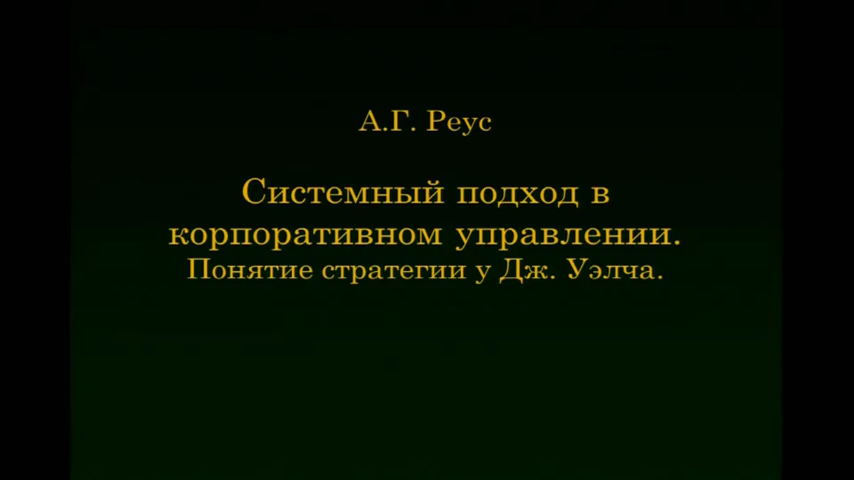 А.Г. Реус
Системный подход в
корпоративном управлении.
Понятие стратегии у Дж. Уэлча.